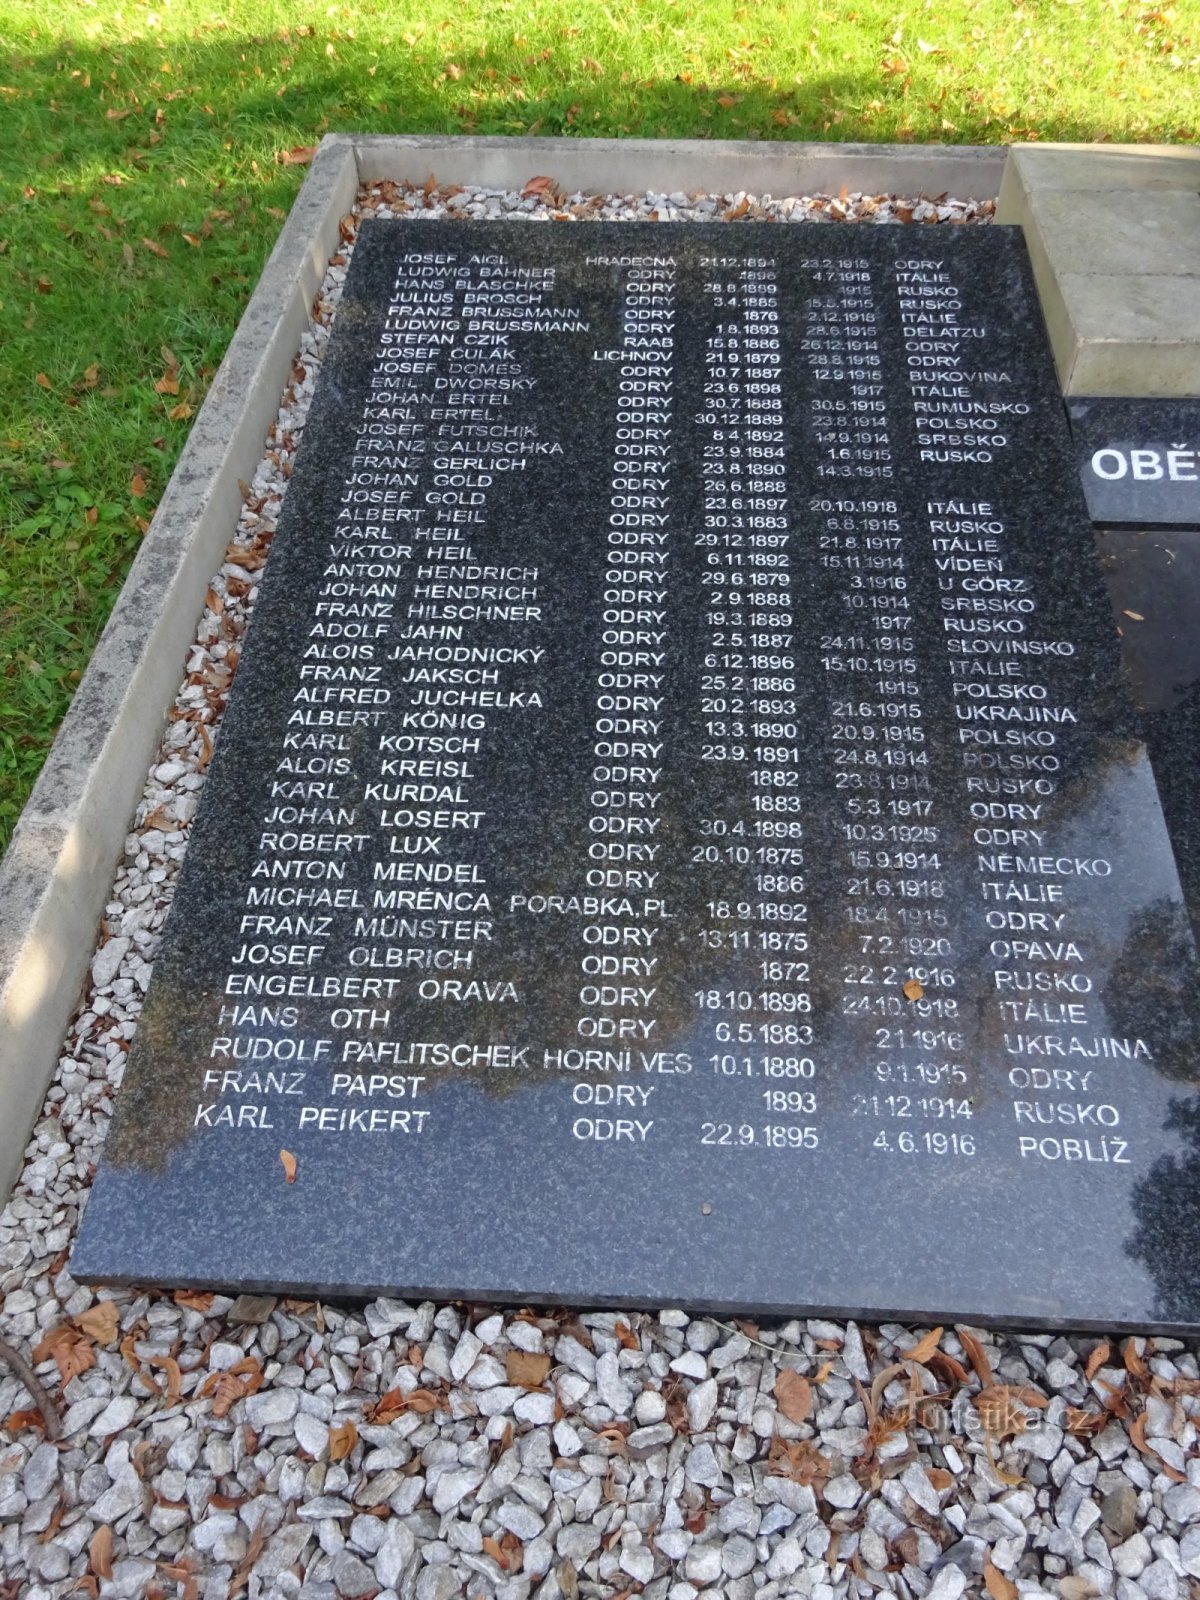 JOSEF AIGL HRADEČNÁ 21.12.1894 23.2.1915 ODRY
LUDWIG BAHNER ODRY 1896 4.7.1918 ITÁLIE
HANS BLASCHKE ODRY 28.8.1889 1915 RUSKO
JULIUS BROSCH ODRY 3.4.1885 15.5.1915 RUSKO
FRANZ BRUSSMANN ODRY 1876 2.12.1918 ITÁLIE
LUDWIG BRUSSMANN ODRY 1.8.1893 28.6.1915 DELATZU
STEFAN CZIK RAAB 15.8.1886 26.12.1914 ODRY
JOSEF ČULÁK LICHNOV 21.9.1879 28.8.1915 ODRY
JOSEF DOMES ODRY 10.7.1887 12.9.1915 BUKOVINA
EMIL DWORSKÝ ODRY 23.6.1898 1917 ITÁLIE
JOHAN ERTEL ODRY 30.7.1888 30.5.1915 RUMUNSKO
KARL ERTEL ODRY 30.12.1889 23.8.1914 POLSKO
JOSEF FUTSCHIK ODRY 8.4.1892 14.9.1914 SRBSKO
FRANZ GALUSCHKA ODRY 23.9.1884 1.6.1915 RUSKO
FRANZ GERLICH ODRY 23.8.1890 14.3.1915
JOHAN GOLD ODRY 26.6.1888
JOSEF GOLD ODRY 23.6.1897 20.10.1918 ITÁLIE
ALBERT HEIL ODRY 30.3.1883 6.8.1915 RUSKO
KARL HEIL ODRY 29.12.1897 21.8.1917 ITÁLIE
VIKTOR HEIL ODRY 6.11.1892 15.11.1914 VÍDEŇ
ANTON HENDRICH ODRY 29.6.1879 3.1916 U GÖRZ
JOHAN HENDRICH ODRY 2.9.1888 10.1914 SRBSKO
FRANZ HILSCHNER ODRY 19.3.1889 1917 RUSKO
ADOLF JAHN ODRY 2.5.1887 24.11.1915 SLOVINSKO
ALOIS JAHODNICKÝ ODRY 6.12.1896 15.10.1915 ITÁLIE
FRANZ JAKSCH ODRY 25.2.1886 1915 POLSKO
ALFRED JUCHELKA ODRY 20.2.1893 21.6.1915 UKRAJINA
ALBERT KÖNIG ODRY 13.3.1890 20.9.1915 POLSKO
KARL KOTSCH ODRY 23.9.1891 24.8.1914 POLSKO
ALOIS KREISL ODRY 1882 23.8.1914 RUSKO
KARL KURDAL ODRY 1883 5.3.1917 ODRY
JOHAN LOSERT ODRY 30.4.1898 10.3.1925 ODRY
ROBERT LUX ODRY 20.10.1875 15.9.1914 NĚMECKO
ANTON MENDEL ODRY 1886 21.6.1918 ITÁLIE
MICHAEL MRÉNCA PORABKA,PL 18.9.1892 18.4.1915 ODRY
FRANZ MÜNSTER ODRY 13.11.1875 7.2.1920 OPAVA
JOSEF OLBRICH ODRY 1872 22.2.1916 RUSKO
ENGELBERT ORAVA ODRY 18.10.1898 24.10.1918 ITÁLIE
HANS OTH ODRY 6.5.1883 2.1.1916 UKRAJINA
RUDOLF PAFLITSCHEK HORNÍ VES 10.1.1880 9.1.1915 ODRY
FRANZ PAPST ODRY 1893 21.12.1914 RUSKO
KARL PEIKERT ODRY 22.9.1895 4.6.1916 POBLÍŽ
OBĚ
Turistika.cz